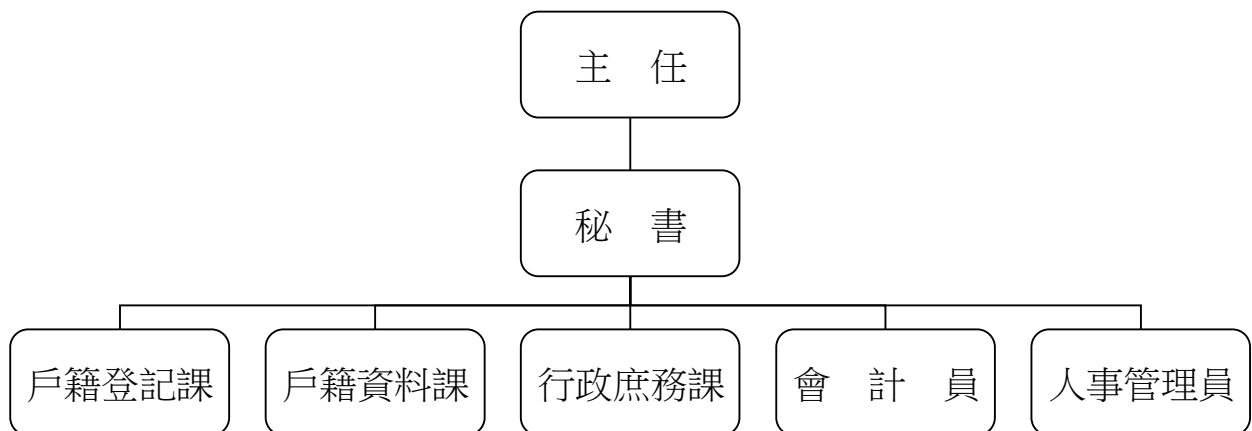 主　任
秘　書
戶籍登記課
戶籍資料課
行政庶務課
會　計　員
人事管理員